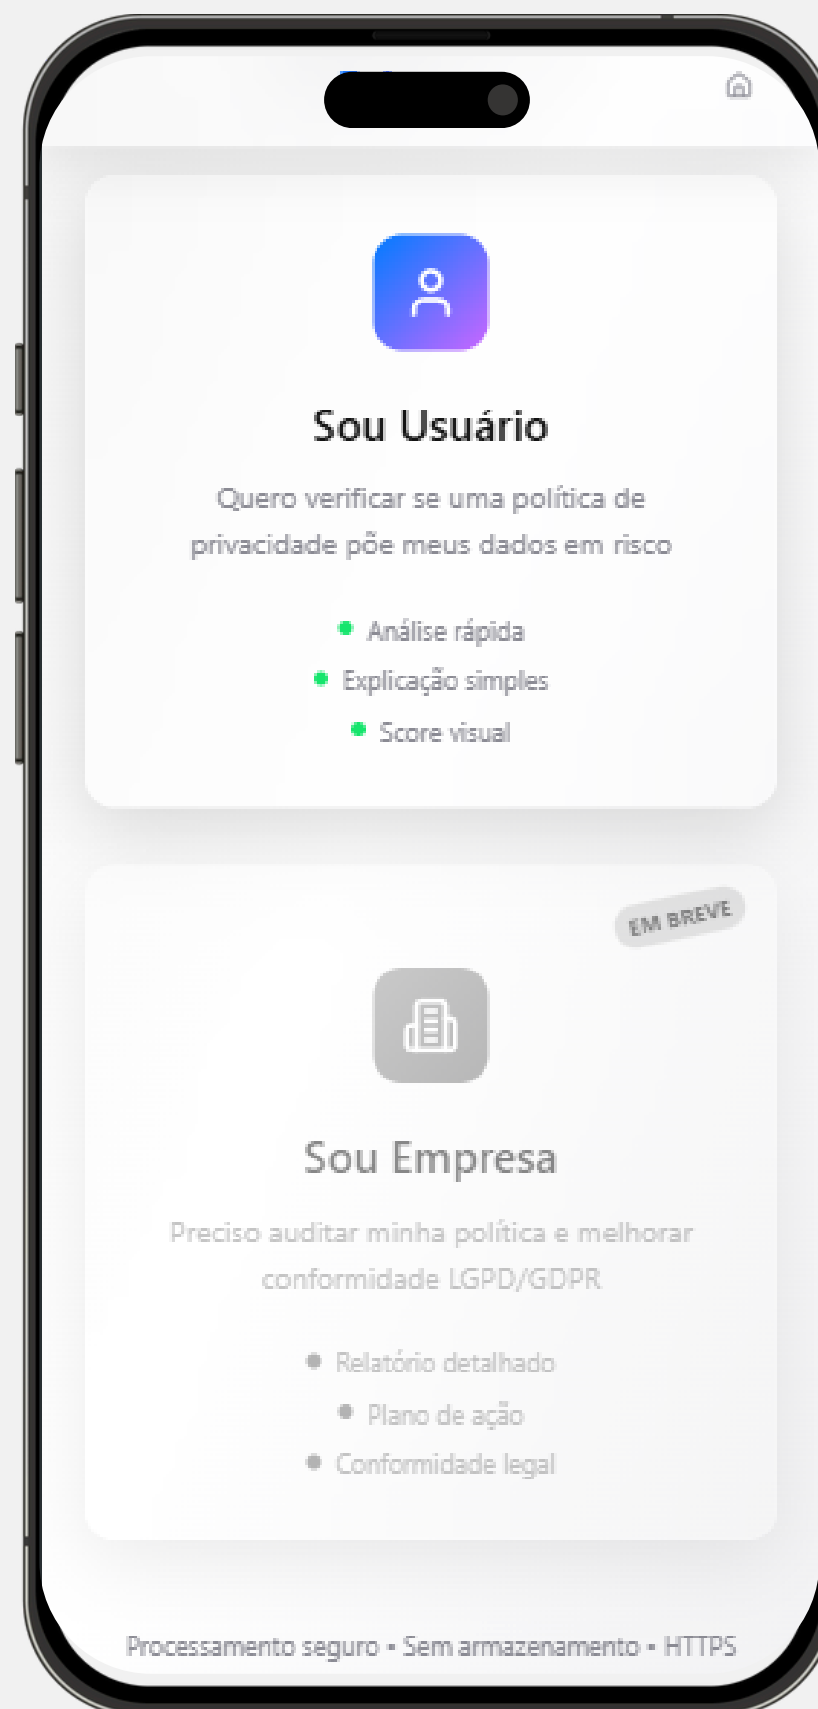 Sou Usuário
Quero verificar se uma política de
privacidade põe meus dados em risco
Análise rápida
Explicação simples
Score visual
EM BREVE
Sou Empresa
Preciso auditar minha política e melhorar
conformidade LGPD/GDPR
Relatório detalhado
Plano de ação
Conformidade legal
Processamento seguro • Sem armazenamento • HTTPS